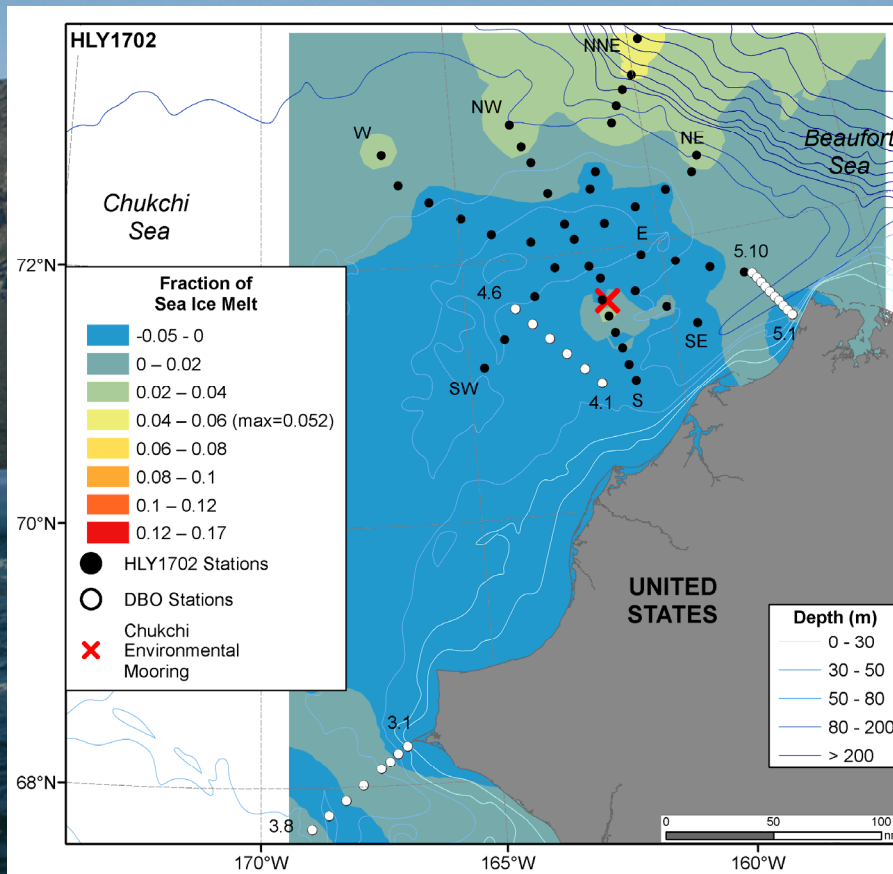 HLY1702
NNE
NW
W
NE
Beaufort
Sea
Chukchi
Sea
E
72°N
5.10
4.6
5.1
SE
SW
4.1
S
Fraction of
Sea Ice Melt
-0.05 - 0
0 – 0.02
0.02 – 0.04
0.04 – 0.06 (max=0.052)
0.06 – 0.08
0.08 – 0.1
0.1 – 0.12
0.12 – 0.17
HLY1702 Stations
DBO Stations
Chukchi
Environmental
Mooring
70°N
UNITED
STATES
Depth (m)
0 - 30
30 - 50
50 - 80
80 - 200
> 200
3.1
68°N
3.8
0 50 100
170°W 165°W 160°W